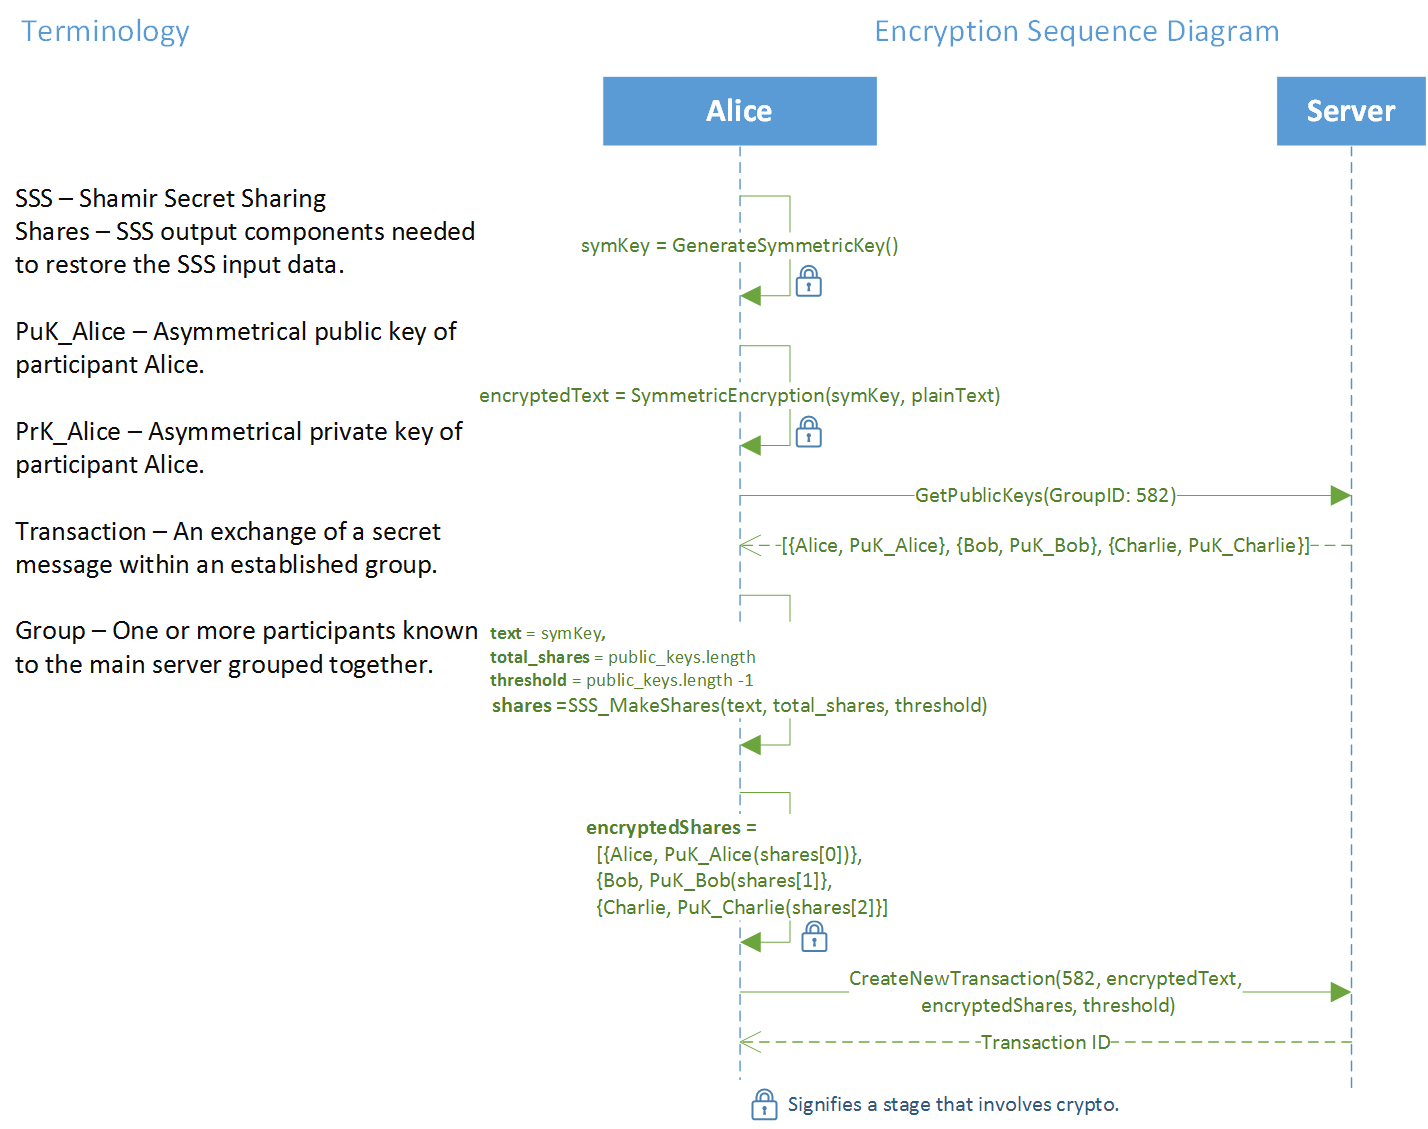 Terminology
Encryption Sequence Diagram
Alice
Server
SSS – Shamir Secret Sharing
Shares – SSS output components needed
to restore the SSS input data.
PuK_Alice – Asymmetrical public key of
participant Alice.
PrK_Alice – Asymmetrical private key of
participant Alice.
Transaction – An exchange of a secret
message within an established group.
Group – One or more participants known
to the main server grouped together.
symKey = GenerateSymmetricKey()
encryptedText = SymmetricEncryption(symKey, plainText)
GetPublicKeys(GroupID: 582)
[{Alice, PuK_Alice}, {Bob, PuK_Bob}, {Charlie, PuK_Charlie}]
text = symKey,
total_shares = public_keys.length
threshold = public_keys.length -1
shares =SSS_MakeShares(text, total_shares, threshold)
encryptedShares =
[{Alice, PuK_Alice(shares[0])},
{Bob, PuK_Bob(shares[1]},
{Charlie, PuK_Charlie(shares[2]}]
CreateNewTransaction(582, encryptedText,
encryptedShares, threshold)
Transaction ID
Signifies a stage that involves crypto.